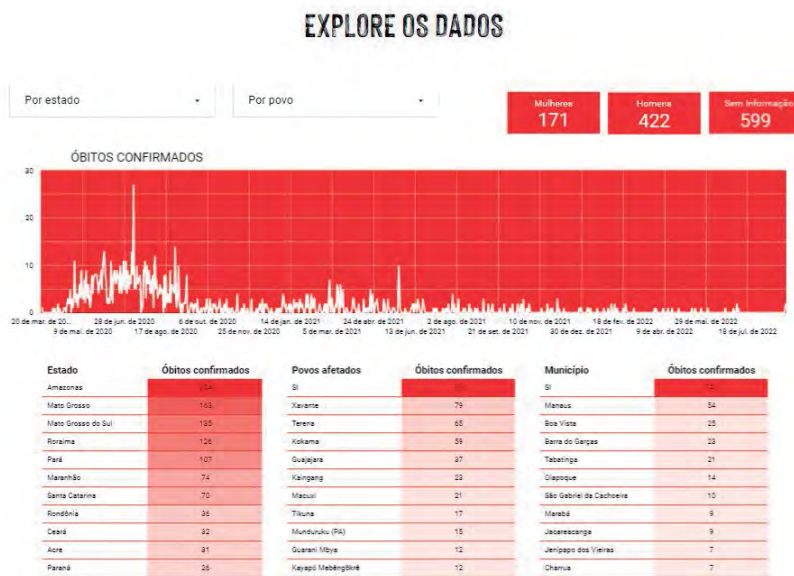 EXPLORE OS DADOS
Por estado
Por povo
Mulheres
171
Homens
422
Sem Informação
599
ÓBITOS CONFIRMADOS
30
20
10
0
20 de mar. de 20... 28 de jun. de 2020 6 de out. de 2020 14 de jan. de 2021 24 de abr. de 2021 2 de ago. de 2021 10 de nov. de 2021 18 de fev. de 2022 29 de mai. de 2022
9 de mai. de 2020 17 de ago. de 2020 25 de nov. de 2020 5 de mar. de 2021 13 de jun. de 2021 21 de set. de 2021 30 de dez. de 2021 9 de abr. de 2022 18 de jul. de 2022
Estado Óbitos confirmados
Amazonas
Mato Grosso 163
Mato Grosso do Sul 135
Roraima 126
Pará 107
Maranhão 74
Santa Catarina 70
Rondônia 36
Ceará 32
Acre 31
Paraná 26
Povos afetados Óbitos confirmados
SI
Xavante 79
Terena 65
Kokama 59
Guajajara 37
Kaingang 23
Macuxi 21
Tikuna 17
Munduruku (PA) 15
Guarani Mbya 12
Kayapó Mebêngôkrê 12
Município Óbitos confirmados
SI
Manaus 54
Boa Vista 25
Barra do Garças 23
Tabatinga 21
Oiapoque 14
São Gabriel da Cachoeira 10
Marabá 9
Jacareacanga 9
Jenipapo dos Vieiras 7
Charrua 7